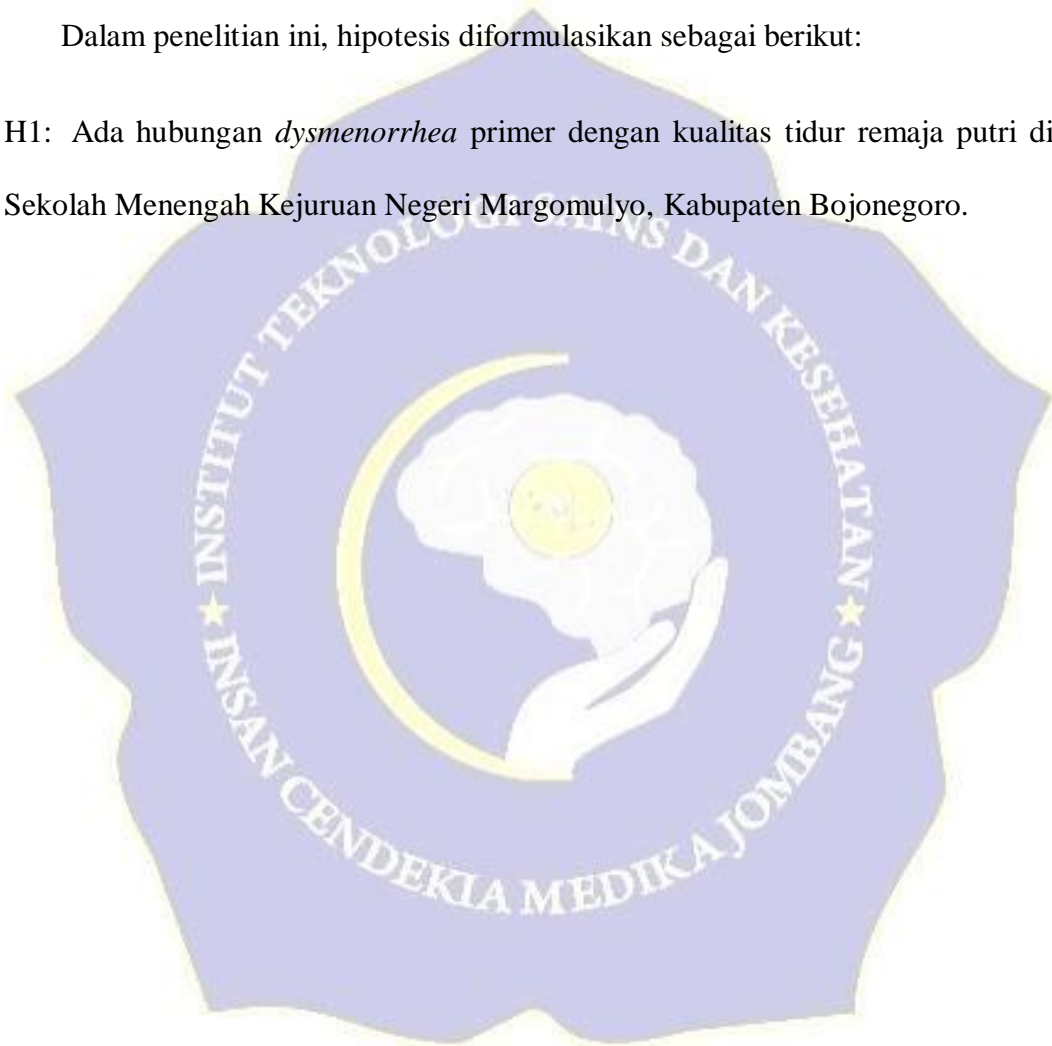 Dalam penelitian ini, hipotesis diformulasikan sebagai berikut:
H1: Ada hubungan dysmenorrhea primer dengan kualitas tidur remaja putri di
Sekolah Menengah Kejuruan Negeri Margomulyo, Kabupaten Bojonegoro.
INSTITUT TEKNOLOGI SAINS DAN KESEHATAN
INSAN CENDEKIA MEDIKA JOMBANG